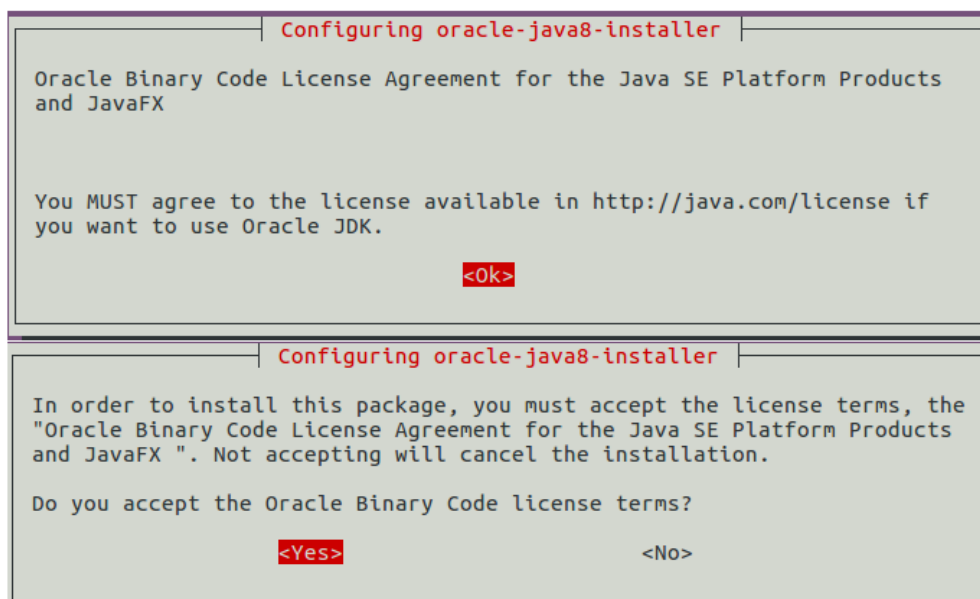 Configuring oracle-java8-installer
Oracle Binary Code License Agreement for the Java SE Platform Products
and JavaFX
You MUST agree to the license available in http://java.com/license if
you want to use Oracle JDK.
<Ok>
Configuring oracle-java8-installer
In order to install this package, you must accept the license terms, the
"Oracle Binary Code License Agreement for the Java SE Platform Products
and JavaFX ". Not accepting will cancel the installation.
Do you accept the Oracle Binary Code license terms?
<Yes> <No>